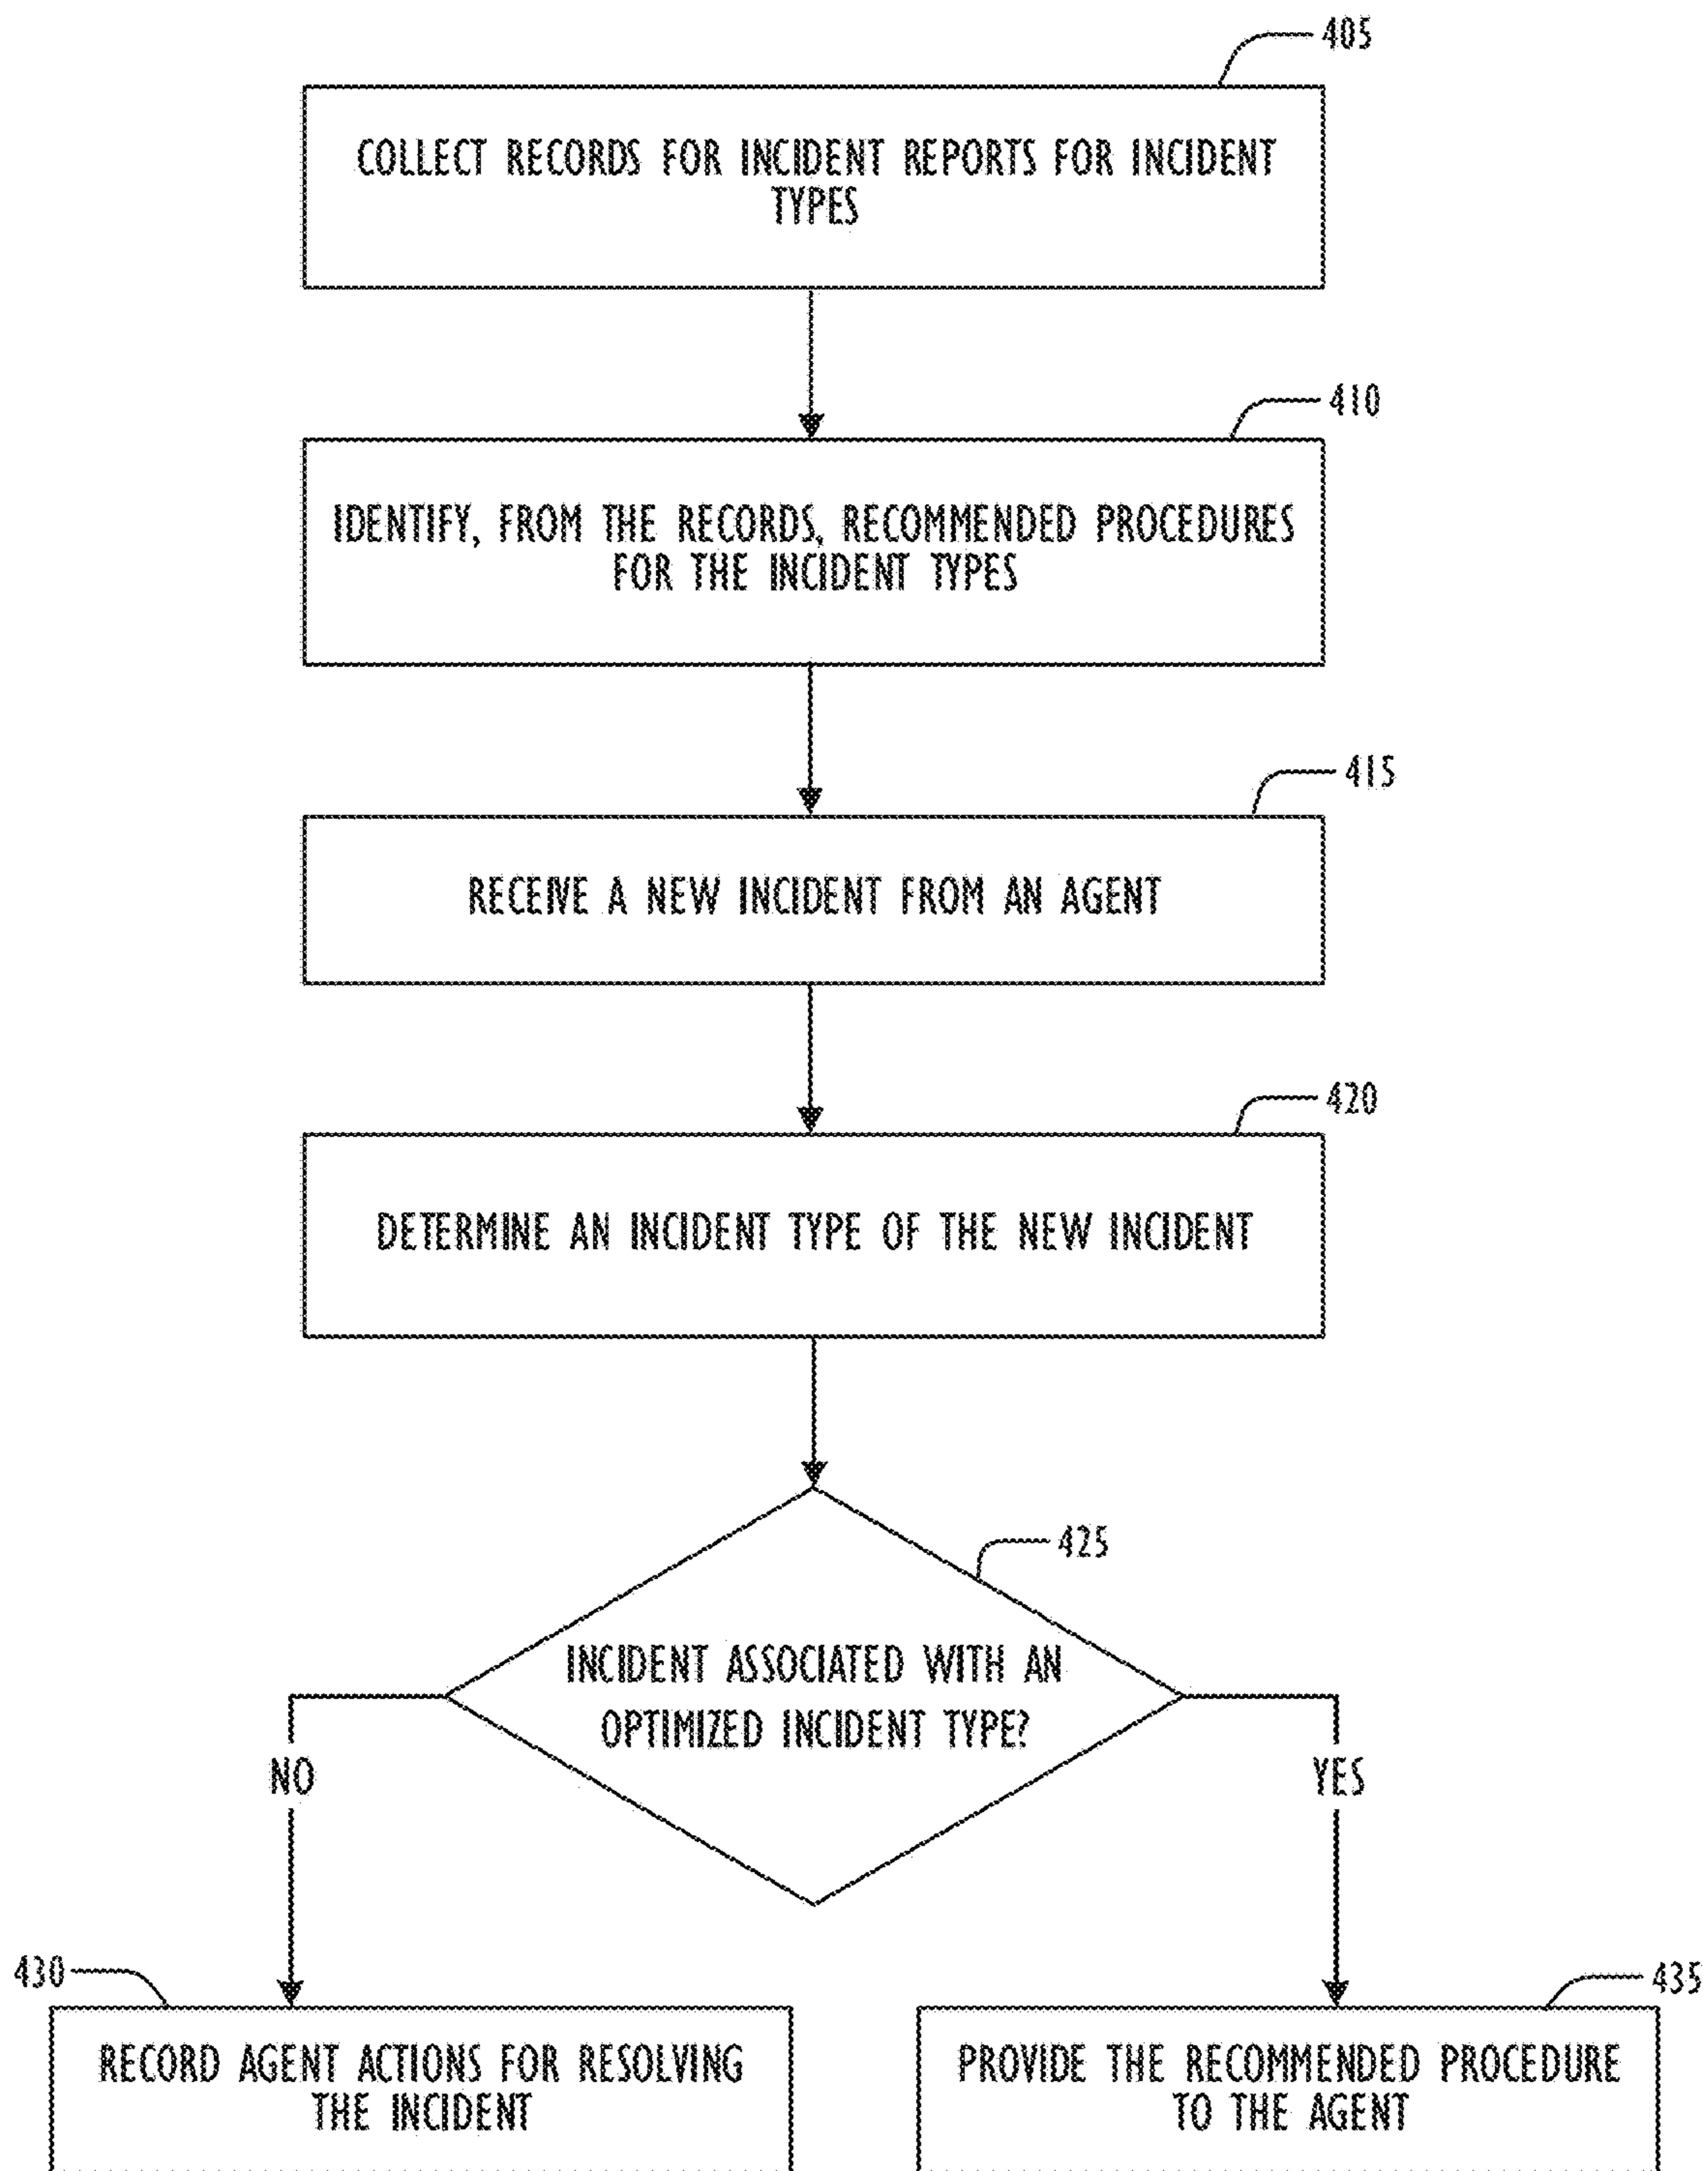 405
COLLECT RECORDS FOR INCIDENT REPORTS FOR INCIDENT
TYPES
410
IDENTIFY, FROM THE RECORDS, RECOMMENDED PROCEDURES
FOR THE INCIDENT TYPES
415
RECEIVE A NEW INCIDENT FROM AN AGENT
420
DETERMINE AN INCIDENT TYPE OF THE NEW INCIDENT
425
INCIDENT ASSOCIATED WITH AN
OPTIMIZED INCIDENT TYPE?
NO
YES
430
RECORD AGENT ACTIONS FOR RESOLVING
THE INCIDENT
435
PROVIDE THE RECOMMENDED PROCEDURE
TO THE AGENT